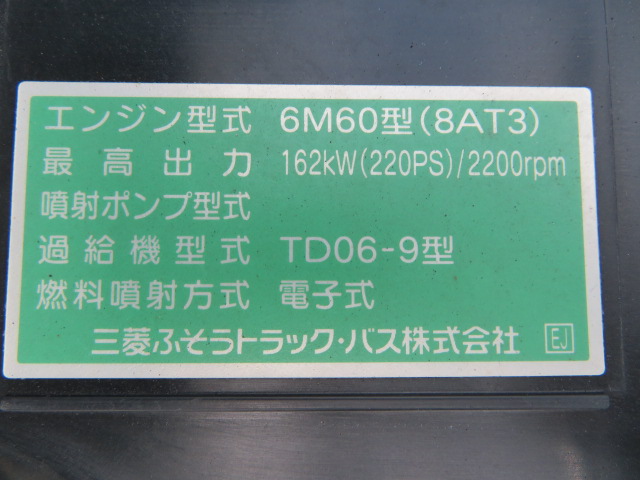 エンジン型式 6M60型(8AT3)
最高出力 162kW(220PS)/2200rpm
噴射ポンプ型式
過給機型式 TD06-9型
燃料噴射方式 電子式
三菱ふそうトラック・バス株式会社 EJ